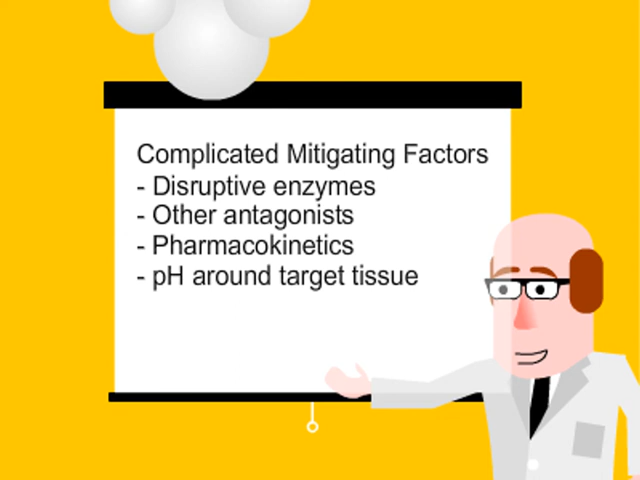 Complicated Mitigating Factors
- Disruptive enzymes
- Other antagonists
- Pharmacokinetics
- pH around target tissue